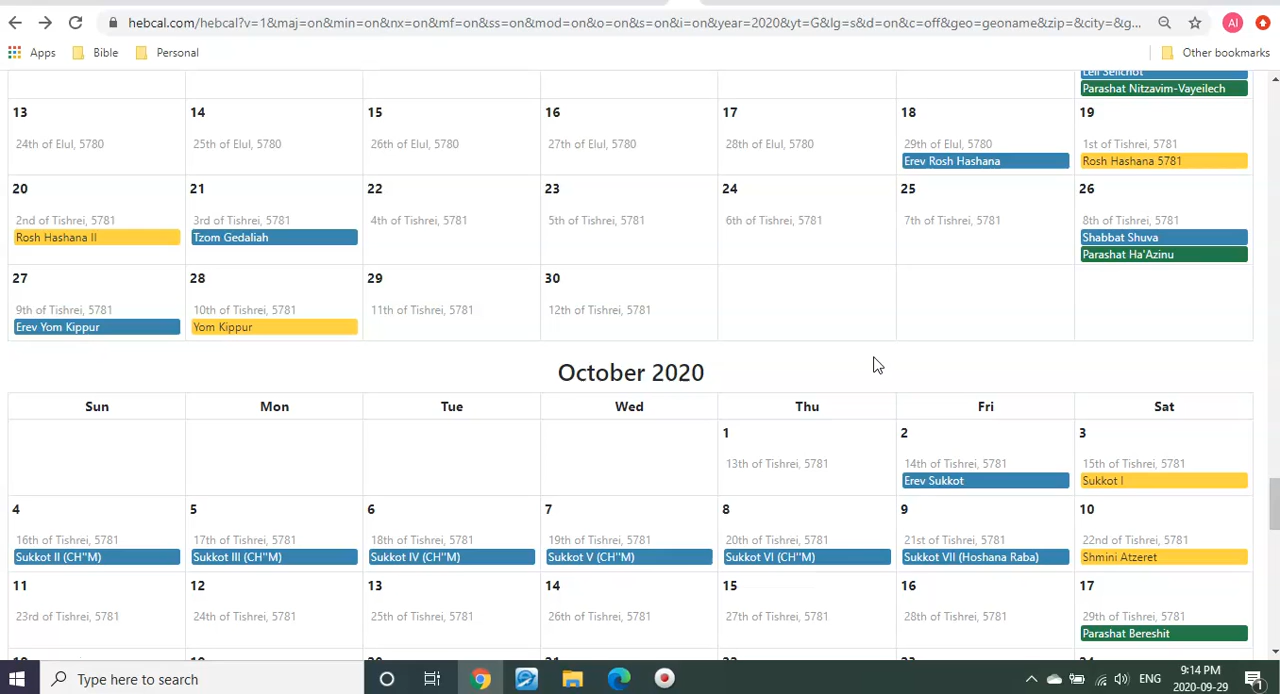 hebcal.com/hebcal?v=1&maj=on&min=on&nx=on&mf=on&ss=on&mod=on&o=on&s=on&i=on&year=2020&yt=G&lg=s&d=on&c=off&geo=geoname&zip=&city=&g...
AI
Apps Bible Personal Other bookmarks
Leil Selichot
Parashat Nitzavim-Vayeilech
13 14 15 16 17 18 19
24th of Elul, 5780 25th of Elul, 5780 26th of Elul, 5780 27th of Elul, 5780 28th of Elul, 5780 29th of Elul, 5780 1st of Tishrei, 5781
Erev Rosh Hashana Rosh Hashana 5781
20 21 22 23 24 25 26
2nd of Tishrei, 5781 3rd of Tishrei, 5781 4th of Tishrei, 5781 5th of Tishrei, 5781 6th of Tishrei, 5781 7th of Tishrei, 5781 8th of Tishrei, 5781
Rosh Hashana II Tzom Gedaliah Shabbat Shuva
Parashat Ha'Azinu
27 28 29 30
9th of Tishrei, 5781 10th of Tishrei, 5781 11th of Tishrei, 5781 12th of Tishrei, 5781
Erev Yom Kippur Yom Kippur
October 2020
Sun Mon Tue Wed Thu Fri Sat
1 2 3
13th of Tishrei, 5781 14th of Tishrei, 5781 15th of Tishrei, 5781
Erev Sukkot Sukkot I
4 5 6 7 8 9 10
16th of Tishrei, 5781 17th of Tishrei, 5781 18th of Tishrei, 5781 19th of Tishrei, 5781 20th of Tishrei, 5781 21st of Tishrei, 5781 22nd of Tishrei, 5781
Sukkot II (CH"M) Sukkot III (CH"M) Sukkot IV (CH"M) Sukkot V (CH"M) Sukkot VI (CH"M) Sukkot VII (Hoshana Raba) Shmini Atzeret
11 12 13 14 15 16 17
23rd of Tishrei, 5781 24th of Tishrei, 5781 25th of Tishrei, 5781 26th of Tishrei, 5781 27th of Tishrei, 5781 28th of Tishrei, 5781 29th of Tishrei, 5781
Parashat Bereshit
Type here to search
ENG
9:14 PM
2020-09-29
1